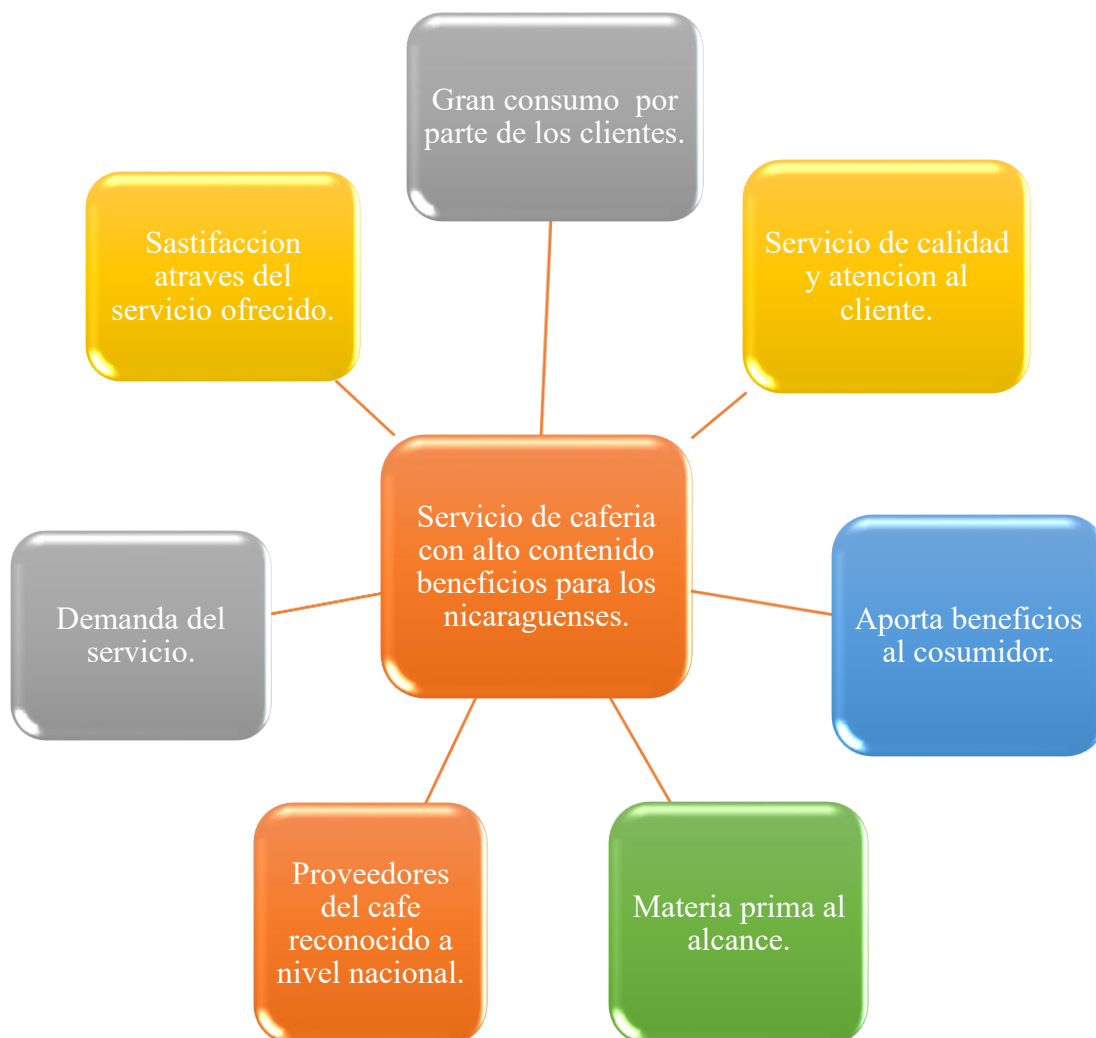 Gran consumo  por
parte de los clientes.
Sastifaccion
atraves del
servicio ofrecido.
Servicio de calidad
y atencion al
cliente.
Servicio de caferia
con alto contenido
beneficios para los
nicaraguenses.
Demanda del
servicio.
Aporta beneficios
al cosumidor.
Proveedores
del cafe
reconocido a
nivel nacional.
Materia prima al
alcance.